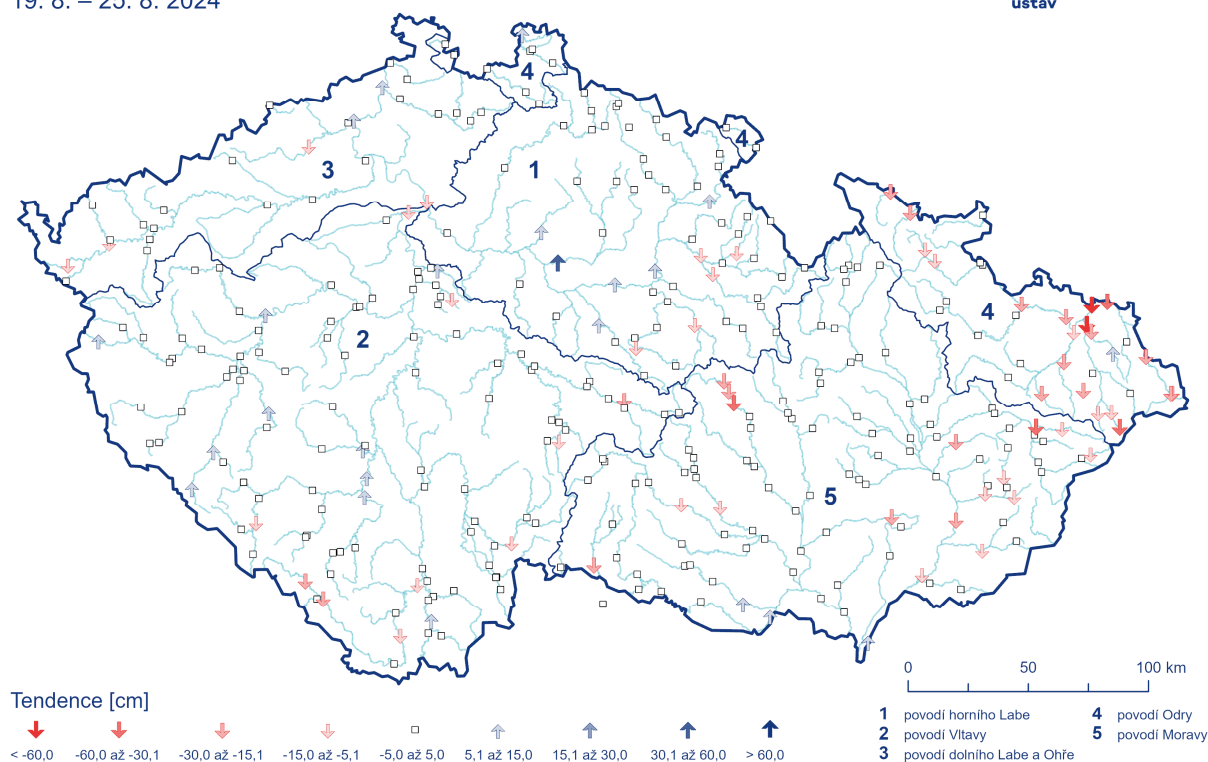 19. 8. – 25. 8. 2024
ústav
4
4
3
1
4
2
5
0 50 100 km
Tendence [cm]
< -60,0 -60,0 až -30,1 -30,0 až -15,1 -15,0 až -5,1 -5,0 až 5,0 5,1 až 15,0 15,1 až 30,0 30,1 až 60,0 > 60,0
1 povodí horního Labe 4 povodí Odry
2 povodí Vltavy 5 povodí Moravy
3 povodí dolního Labe a Ohře